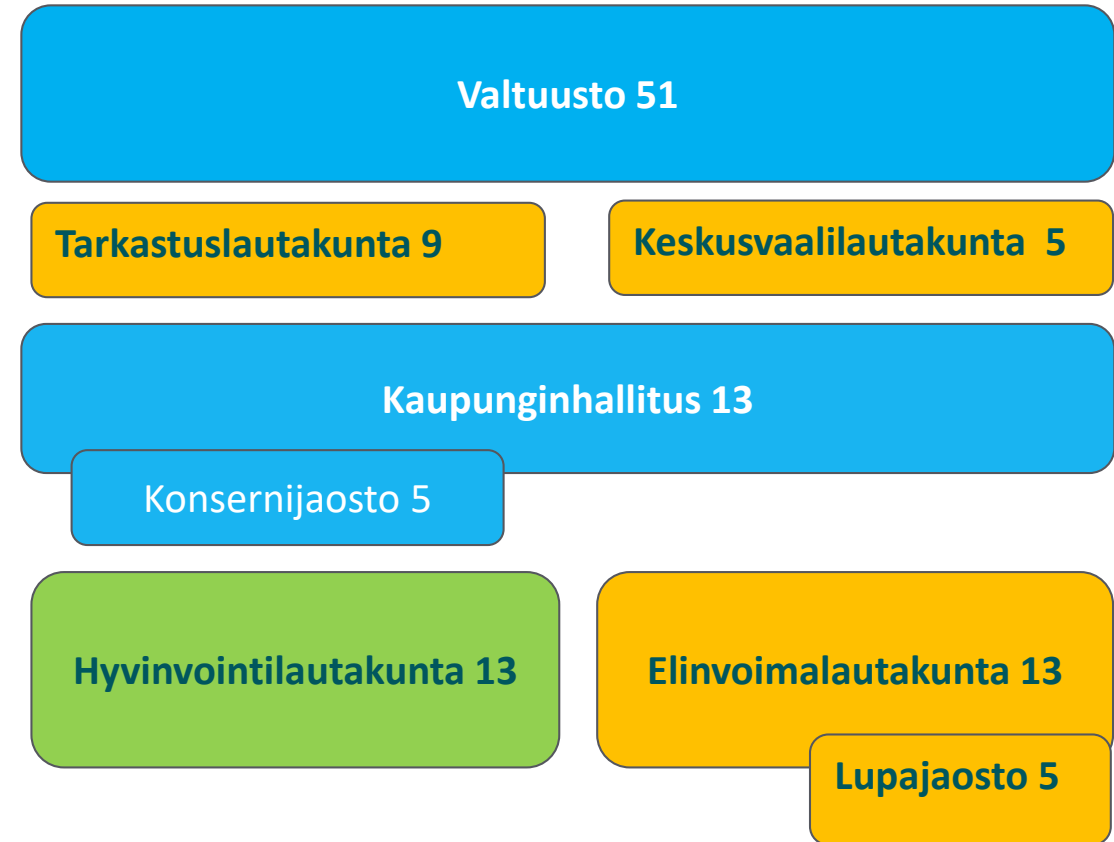 Valtuusto 51
Tarkastuslautakunta 9
Keskusvaalilautakunta 5
Kaupunginhallitus 13
Konsernijaosto 5
Hyvinvointilautakunta 13
Elinvoimalautakunta 13
Lupajaosto 5